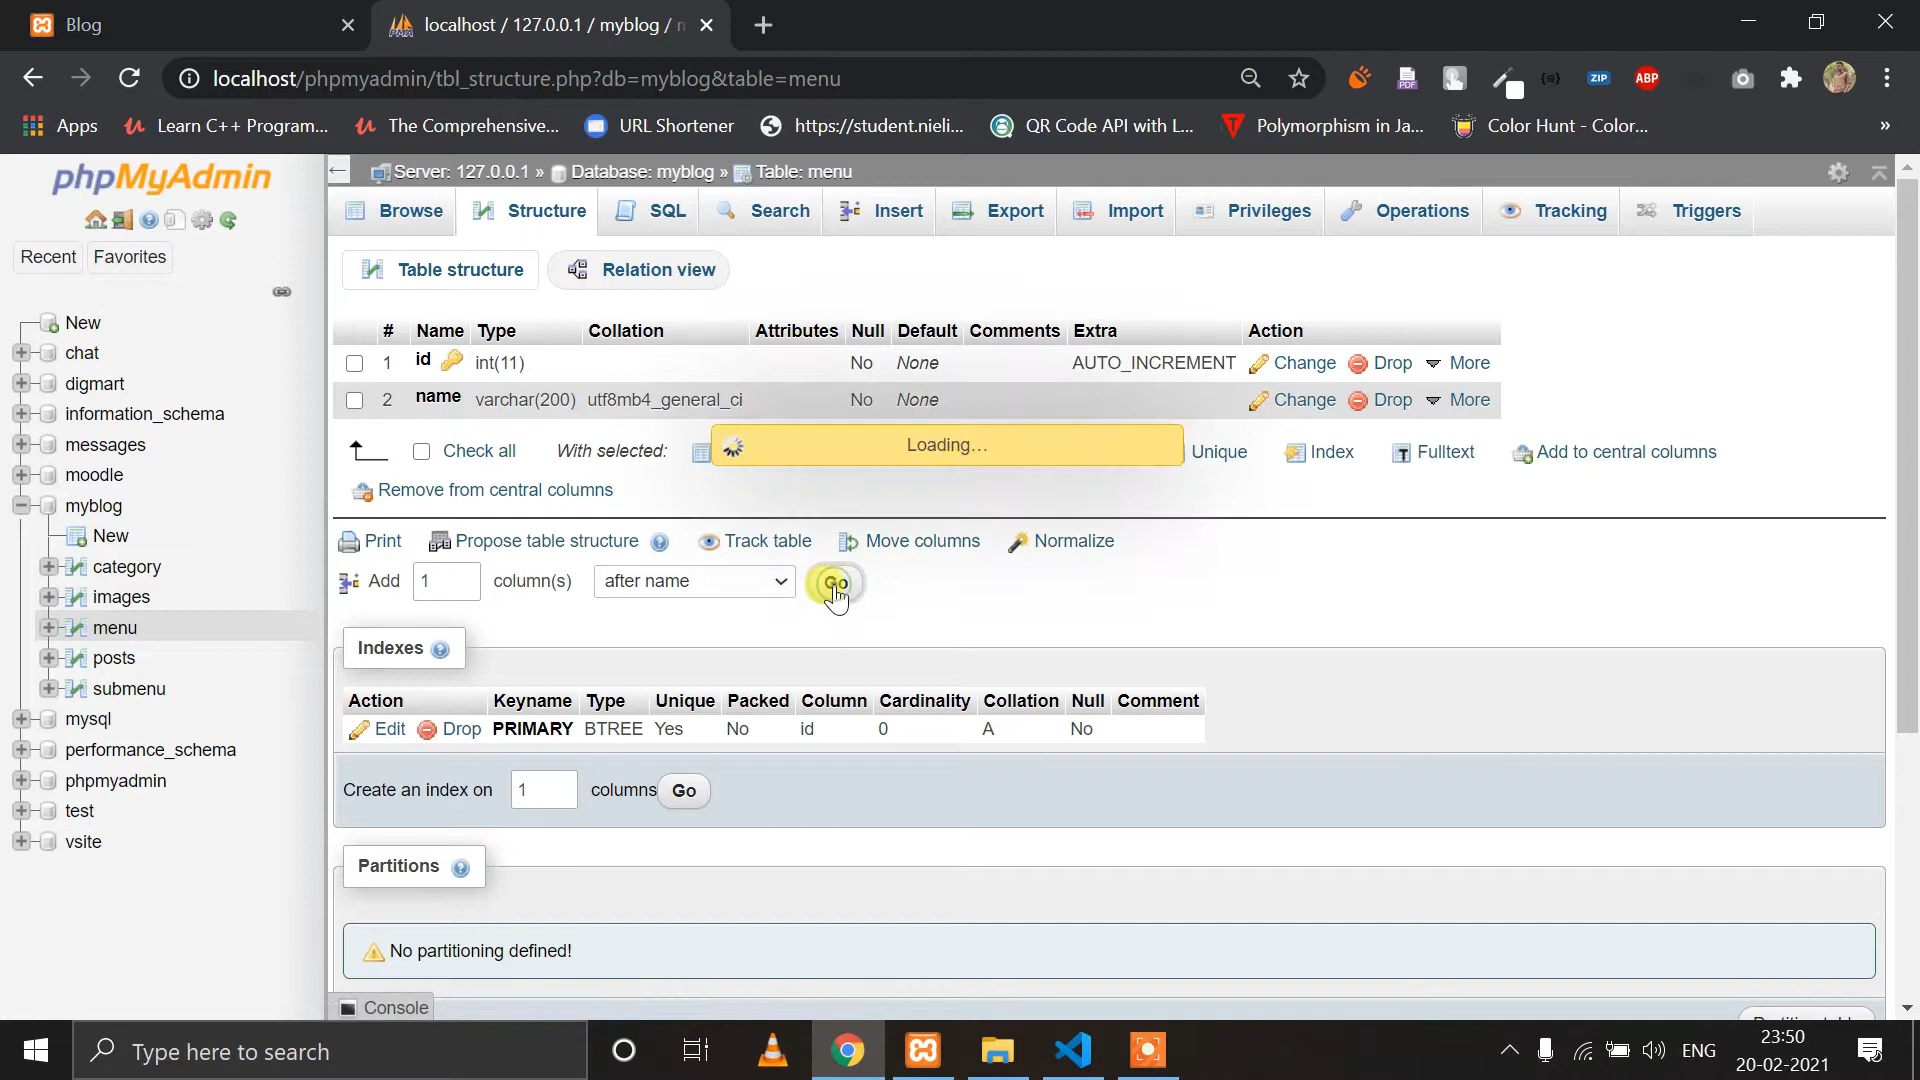 Blog
localhost / 127.0.0.1 / myblog /
localhost/phpmyadmin/tbl_structure.php?db=myblog&table=menu
PDF
ZIP
ABP
Apps
Learn C++ Program...
The Comprehensive...
URL Shortener
https://student.nieli...
QR Code API with L...
Polymorphism in Ja...
Color Hunt - Color...
»
phpMyAdmin
Recent Favorites
New
chat
digmart
information_schema
messages
moodle
myblog
New
category
images
menu
posts
submenu
mysql
performance_schema
phpmyadmin
test
vsite
Server: 127.0.0.1 » Database: myblog » Table: menu
Browse Structure SQL Search Insert Export Import Privileges Operations Tracking Triggers
Table structure Relation view
# Name Type Collation Attributes Null Default Comments Extra Action
1 id int(11) No None AUTO_INCREMENT Change Drop More
2 name varchar(200) utf8mb4_general_ci No None Change Drop More
Check all With selected: Loading... Unique Index Fulltext Add to central columns
Remove from central columns
Print Propose table structure Track table Move columns Normalize
Add 1 column(s) after name Go
Indexes
Action Keyname Type Unique Packed Column Cardinality Collation Null Comment
Edit Drop PRIMARY BTREE Yes No id 0 A No
Create an index on 1 columns Go
Partitions
No partitioning defined!
Console
Type here to search
ENG
23:50
20-02-2021